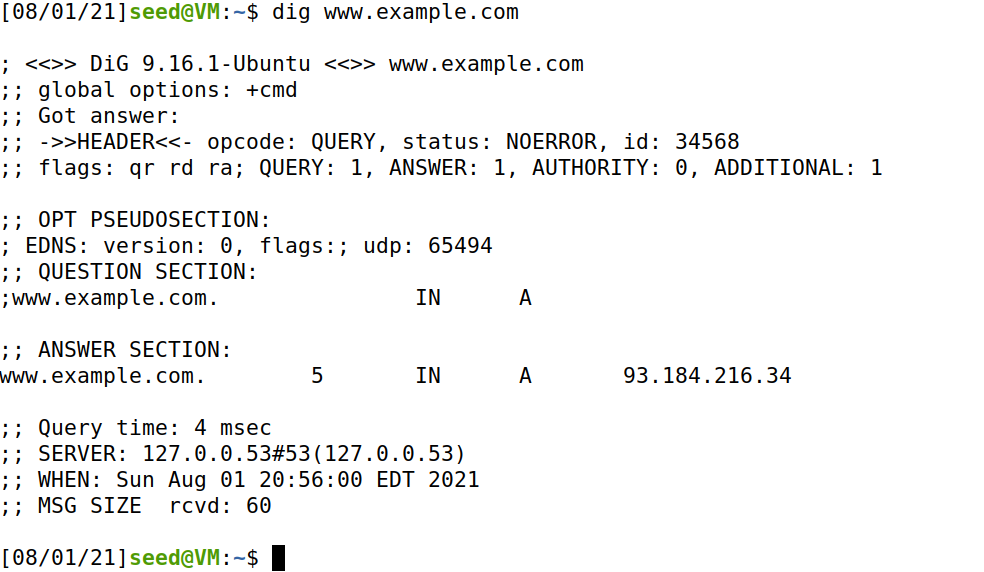 [08/01/21]seed@VM:~$ dig www.example.com
; <<>> DiG 9.16.1-Ubuntu <<>> www.example.com
;; global options: +cmd
;; Got answer:
;; ->>HEADER<<- opcode: QUERY, status: NOERROR, id: 34568
;; flags: qr rd ra; QUERY: 1, ANSWER: 1, AUTHORITY: 0, ADDITIONAL: 1
;; OPT PSEUDOSECTION:
; EDNS: version: 0, flags:; udp: 65494
;; QUESTION SECTION:
;www.example.com. IN A
;; ANSWER SECTION:
www.example.com. 5 IN A 93.184.216.34
;; Query time: 4 msec
;; SERVER: 127.0.0.53#53(127.0.0.53)
;; WHEN: Sun Aug 01 20:56:00 EDT 2021
;; MSG SIZE  rcvd: 60
[08/01/21]seed@VM:~$